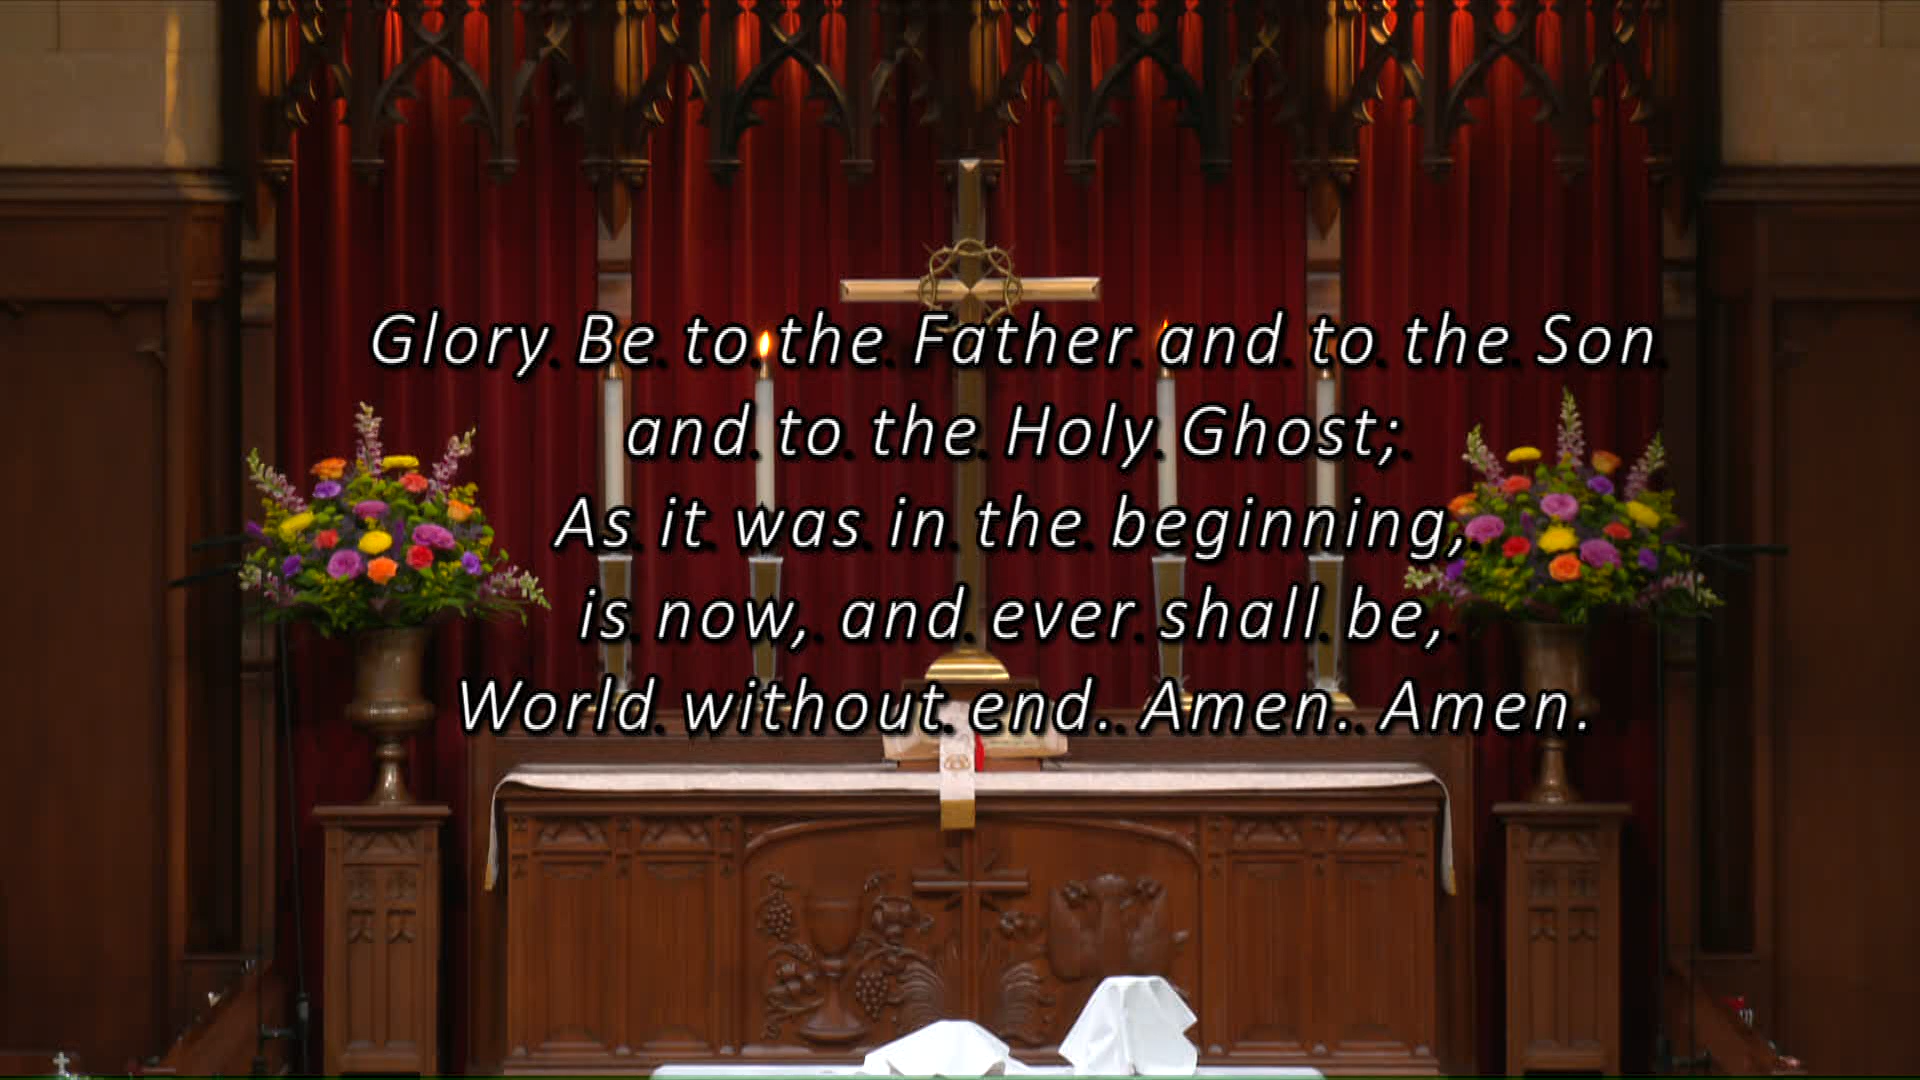 Glory Be to the Father and to the Son
and to the Holy Ghost;
As it was in the beginning,
is now, and ever shall be,
World without end. Amen. Amen.